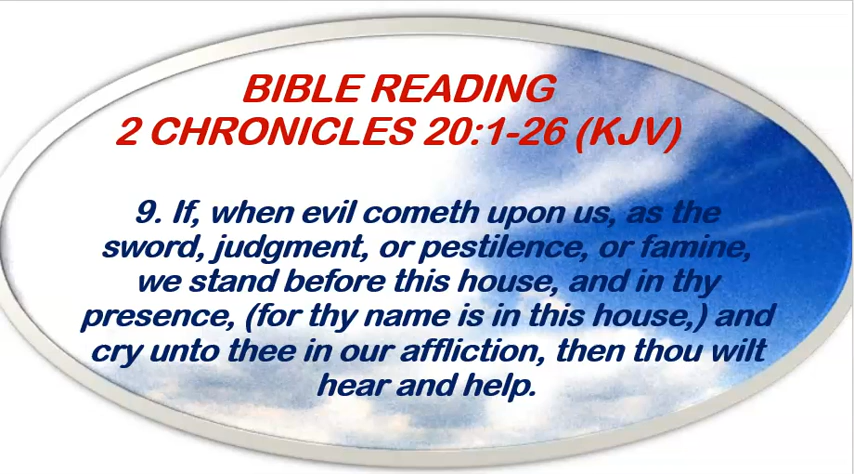 BIBLE READING
2 CHRONICLES 20:1-26 (KJV)
9. If, when evil cometh upon us, as the
sword, judgment, or pestilence, or famine,
we stand before this house, and in thy
presence, (for thy name is in this house,) and
cry unto thee in our affliction, then thou wilt
hear and help.